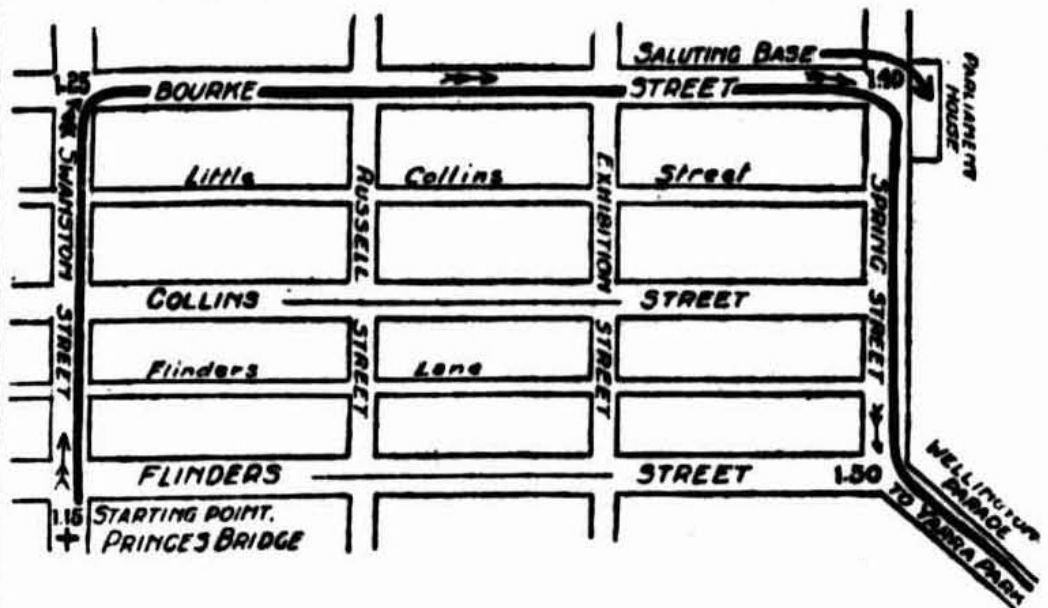 SALUTING BASE
1.25
BOURKE
STREET
1.40
PARLIAMENT
HOUSE
SWANSTON
STREET
Little
Collins
Street
RUSSELL
STREET
EXHIBITION
STREET
SPRING STREET
COLLINS
STREET
Flinders
Lane
FLINDERS
STREET
1.50
WELLINGTON
PARADE
TO YARRA PARK
1.15
STARTING POINT.
PRINCES BRIDGE